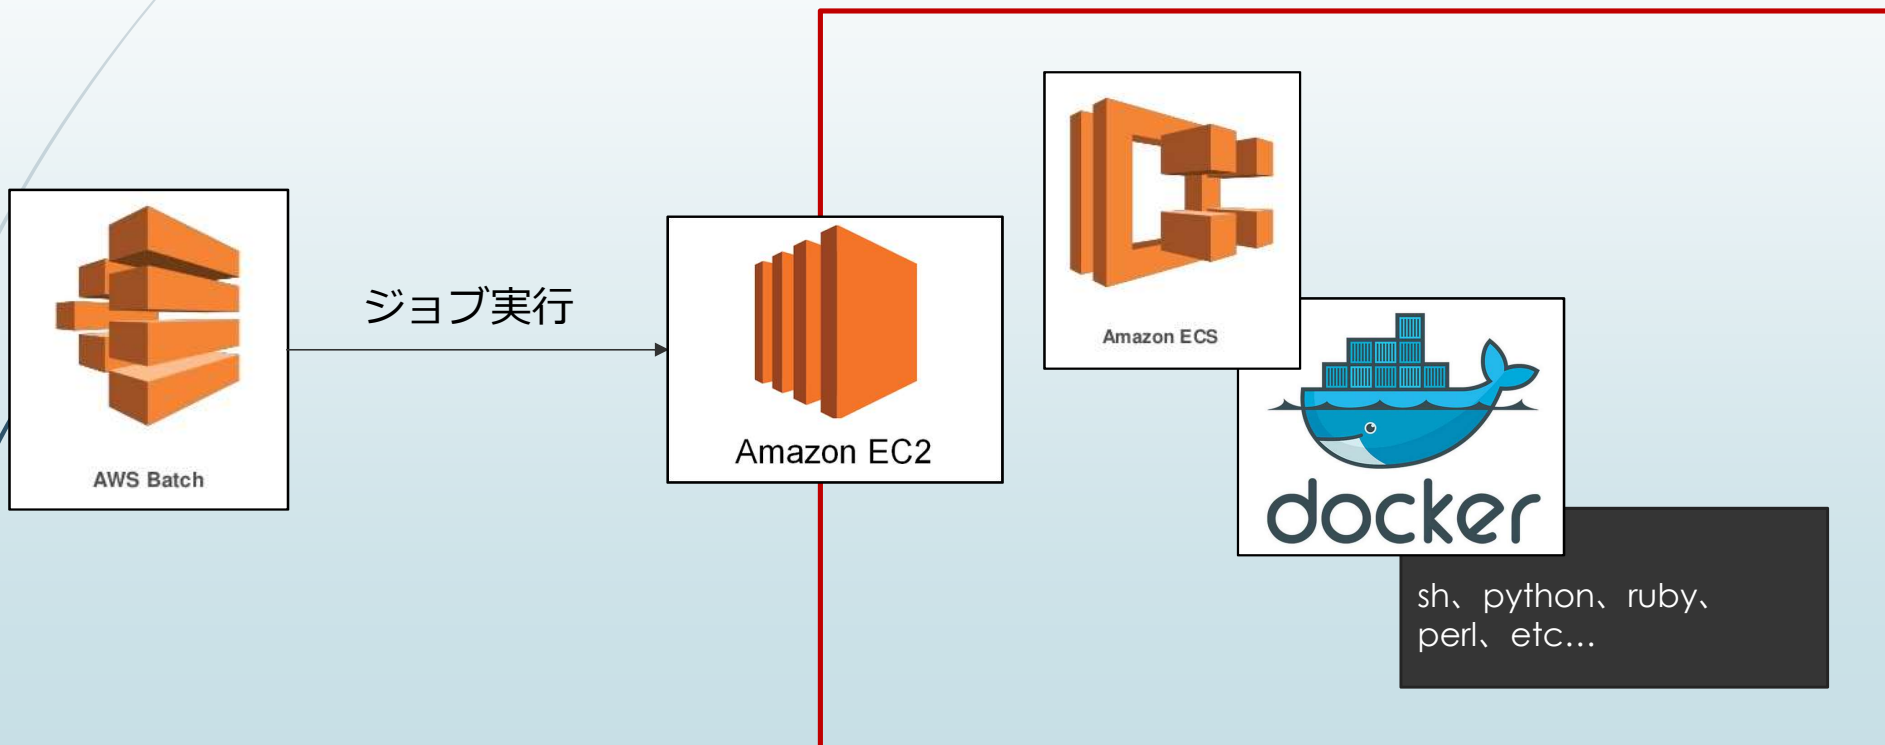 AWS Batch
ジョブ実行
Amazon EC2
Amazon ECS
docker
sh、python、ruby、
perl、etc…